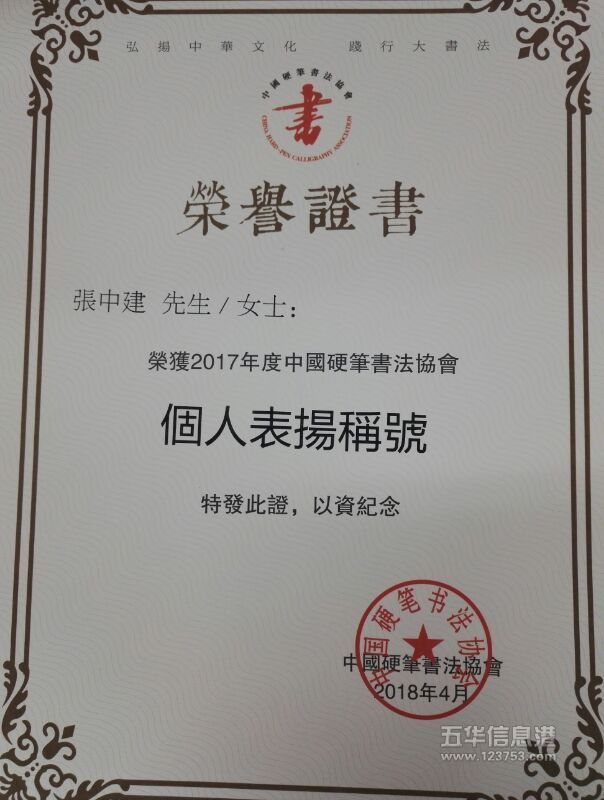 弘揚中華文化 踐行大書法
中國硬筆書法協會
書
CHINA HARD-PEN CALLIGRAPHY ASSOCIATION
榮譽證書
張中建 先生/女士：
榮獲2017年度中國硬筆書法協會
個人表揚稱號
特發此證，以資紀念
中国硬笔书法协会
中國硬筆書法協會
2018年4月
五华信息港
www.123753.com